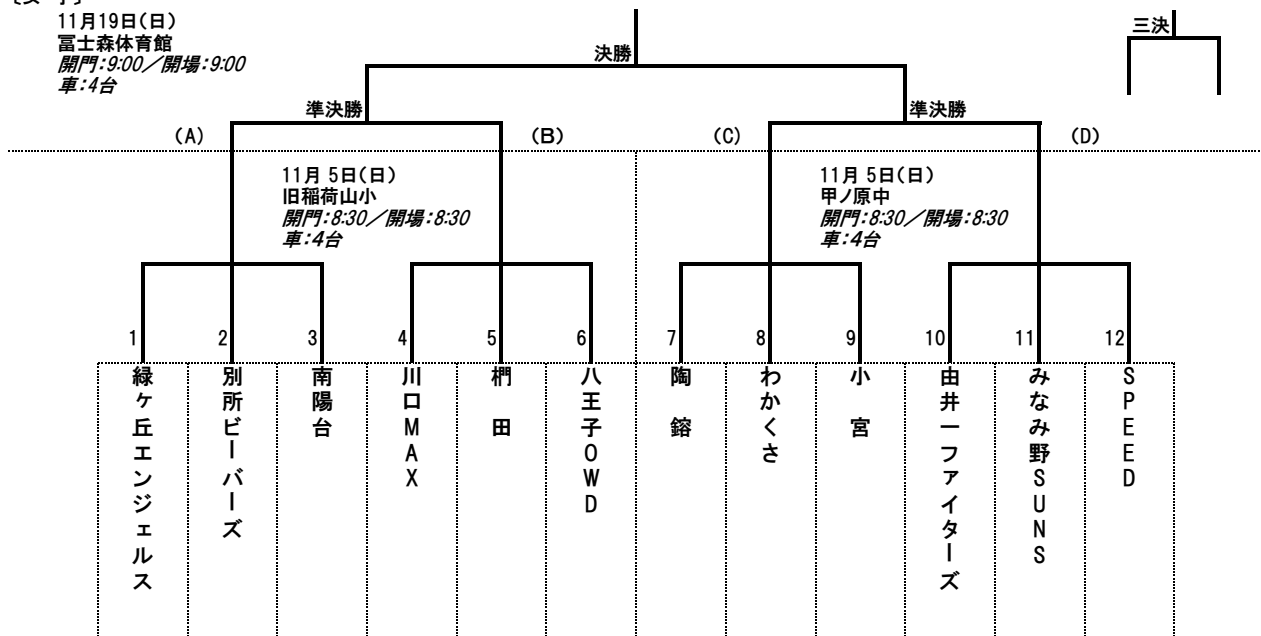 11月19日(日)
冨士森体育館
開門:9:00／開場:9:00
車:4台
決勝
三決
準決勝
準決勝
(A)
(B)
(C)
(D)
11月 5日(日)
旧稲荷山小
開門:8:30／開場:8:30
車:4台
11月 5日(日)
甲ノ原中
開門:8:30／開場:8:30
車:4台
1
2
3
4
5
6
7
8
9
10
11
12
緑ヶ丘エンジェルス
別所ビーバーズ
南陽台
川口MAX
椚田
八王子OWD
陶鎔
わかくさ
小宮
由井一ファイターズ
みなみ野SUNS
SPEED